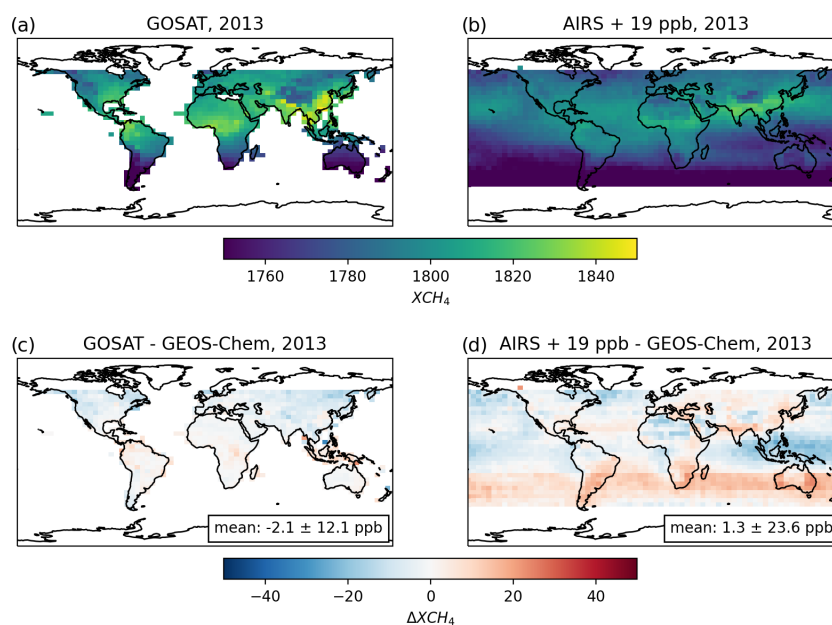 (a) GOSAT, 2013
(b) AIRS + 19 ppb, 2013
1760 1780 1800 1820 1840
XCH4
(c) GOSAT - GEOS-Chem, 2013
(d) AIRS + 19 ppb - GEOS-Chem, 2013
mean: -2.1 ± 12.1 ppb
mean: 1.3 ± 23.6 ppb
−40 −20 0 20 40
ΔXCH4